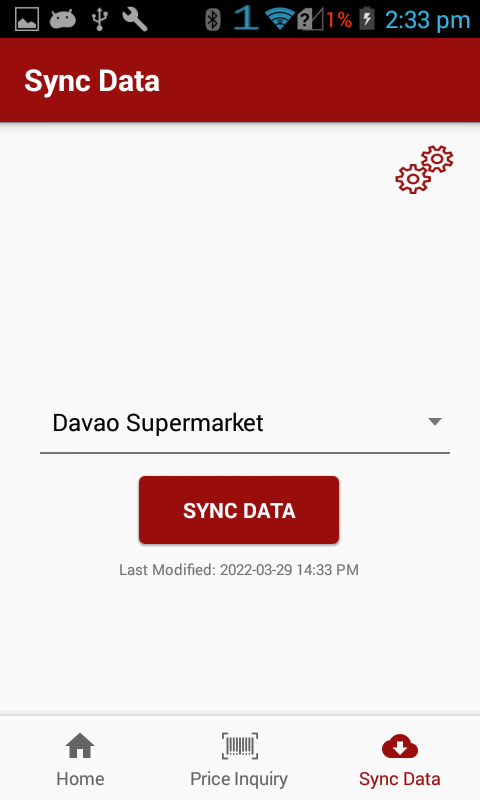 1 ? 1% 2:33 pm
Sync Data
Davao Supermarket
SYNC DATA
Last Modified: 2022-03-29 14:33 PM
Home Price Inquiry Sync Data